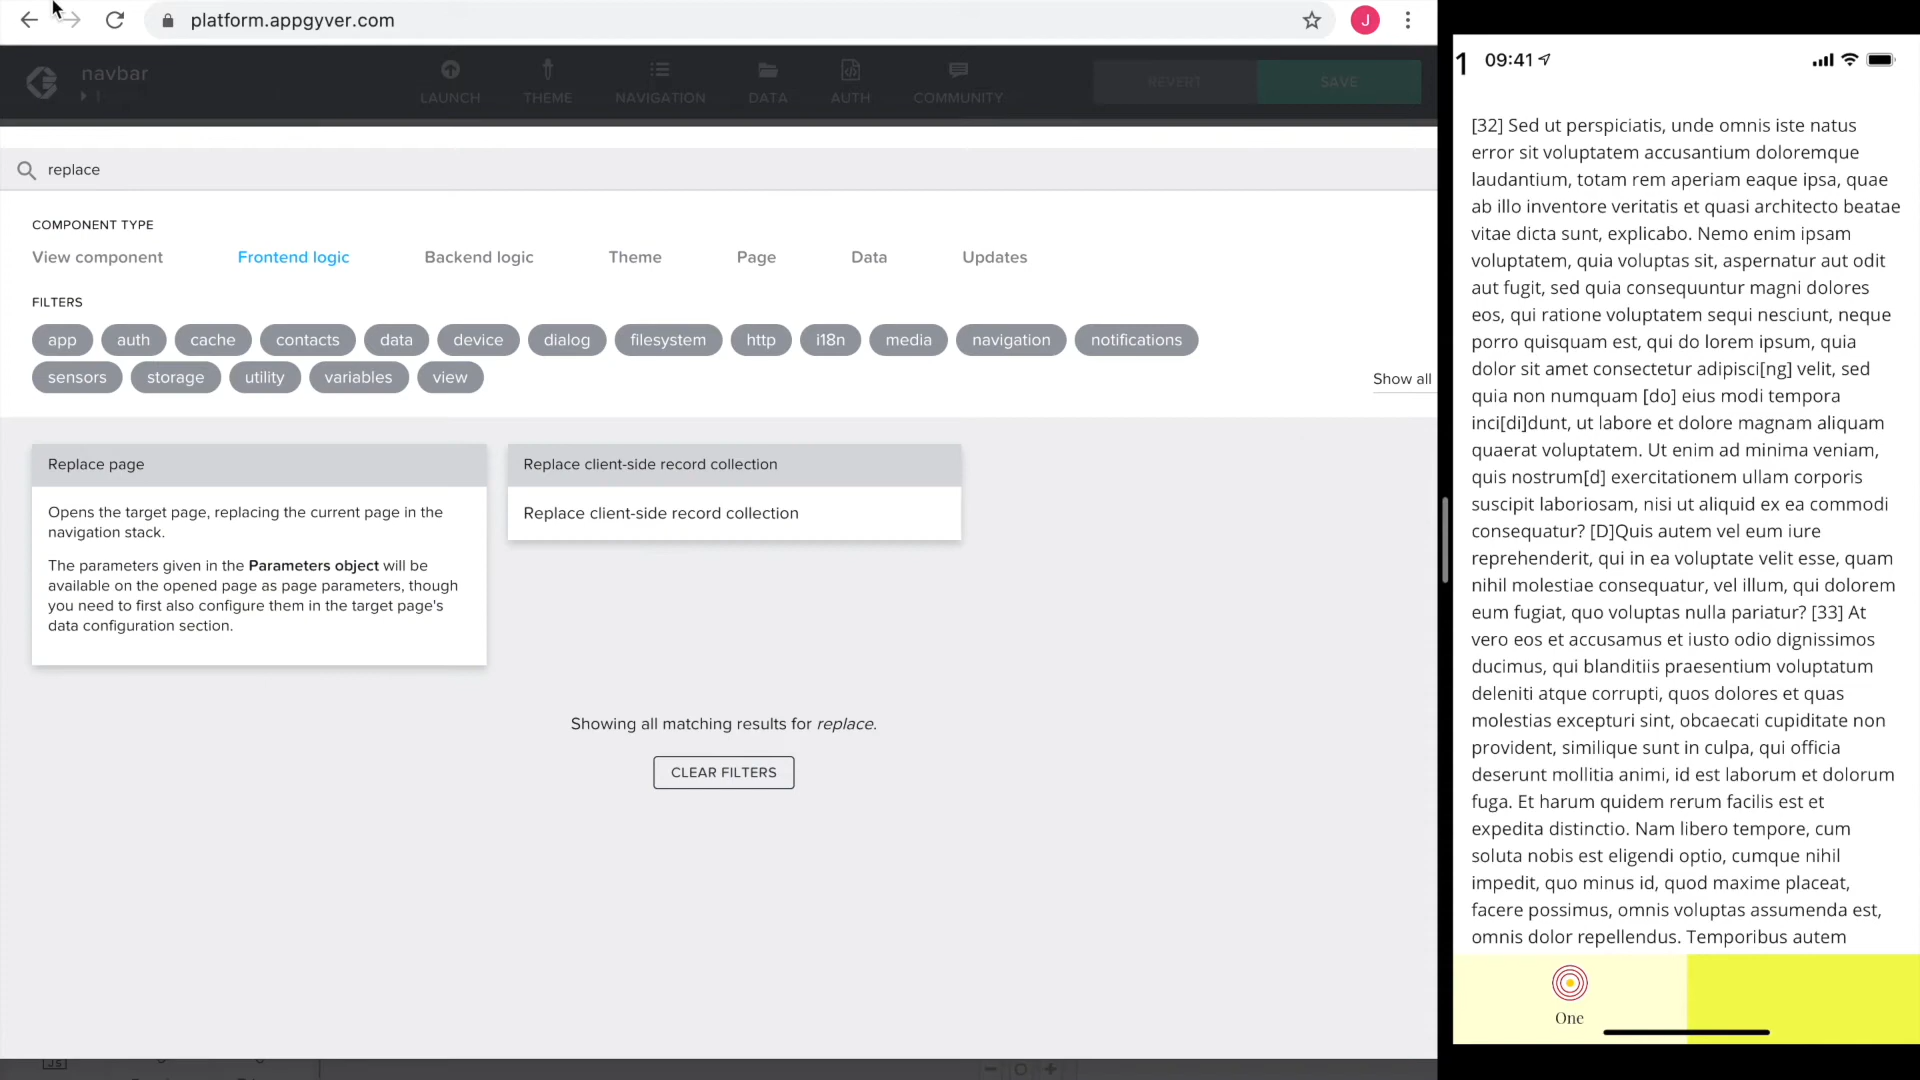 platform.appgyver.com
J
navbar
1
LAUNCH
THEME
NAVIGATION
DATA
AUTH
COMMUNITY
REVERT
SAVE
replace
COMPONENT TYPE
View component
Frontend logic
Backend logic
Theme
Page
Data
Updates
FILTERS
app
auth
cache
contacts
data
device
dialog
filesystem
http
i18n
media
navigation
notifications
sensors
storage
utility
variables
view
Show all
Replace page
Opens the target page, replacing the current page in the
navigation stack.
The parameters given in the Parameters object will be
available on the opened page as page parameters, though
you need to first also configure them in the target page's
data configuration section.
Replace client-side record collection
Replace client-side record collection
Showing all matching results for replace.
CLEAR FILTERS
1
09:41
[32] Sed ut perspiciatis, unde omnis iste natus
error sit voluptatem accusantium doloremque
laudantium, totam rem aperiam eaque ipsa, quae
ab illo inventore veritatis et quasi architecto beatae
vitae dicta sunt, explicabo. Nemo enim ipsam
voluptatem, quia voluptas sit, aspernatur aut odit
aut fugit, sed quia consequuntur magni dolores
eos, qui ratione voluptatem sequi nesciunt, neque
porro quisquam est, qui do lorem ipsum, quia
dolor sit amet consectetur adipisci[ng] velit, sed
quia non numquam [do] eius modi tempora
inci[di]dunt, ut labore et dolore magnam aliquam
quaerat voluptatem. Ut enim ad minima veniam,
quis nostrum[d] exercitationem ullam corporis
suscipit laboriosam, nisi ut aliquid ex ea commodi
consequatur? [D]Quis autem vel eum iure
reprehenderit, qui in ea voluptate velit esse, quam
nihil molestiae consequatur, vel illum, qui dolorem
eum fugiat, quo voluptas nulla pariatur? [33] At
vero eos et accusamus et iusto odio dignissimos
ducimus, qui blanditiis praesentium voluptatum
deleniti atque corrupti, quos dolores et quas
molestias excepturi sint, obcaecati cupiditate non
provident, similique sunt in culpa, qui officia
deserunt mollitia animi, id est laborum et dolorum
fuga. Et harum quidem rerum facilis est et
expedita distinctio. Nam libero tempore, cum
soluta nobis est eligendi optio, cumque nihil
impedit, quo minus id, quod maxime placeat,
facere possimus, omnis voluptas assumenda est,
omnis dolor repellendus. Temporibus autem
One